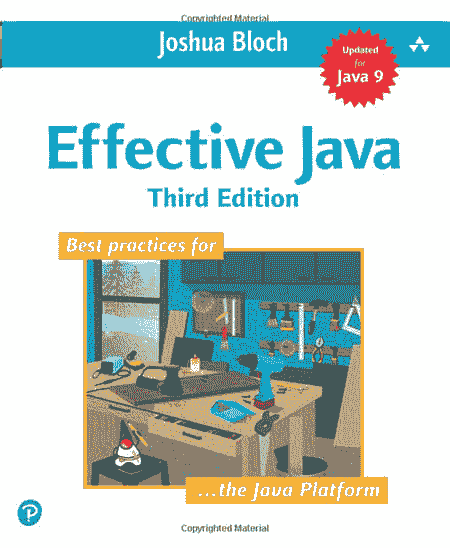 Copyrighted Material
Joshua Bloch
Updated
for
Java 9
Effective Java
Third Edition
Best practices for
...the Java Platform
P
Copyrighted Material